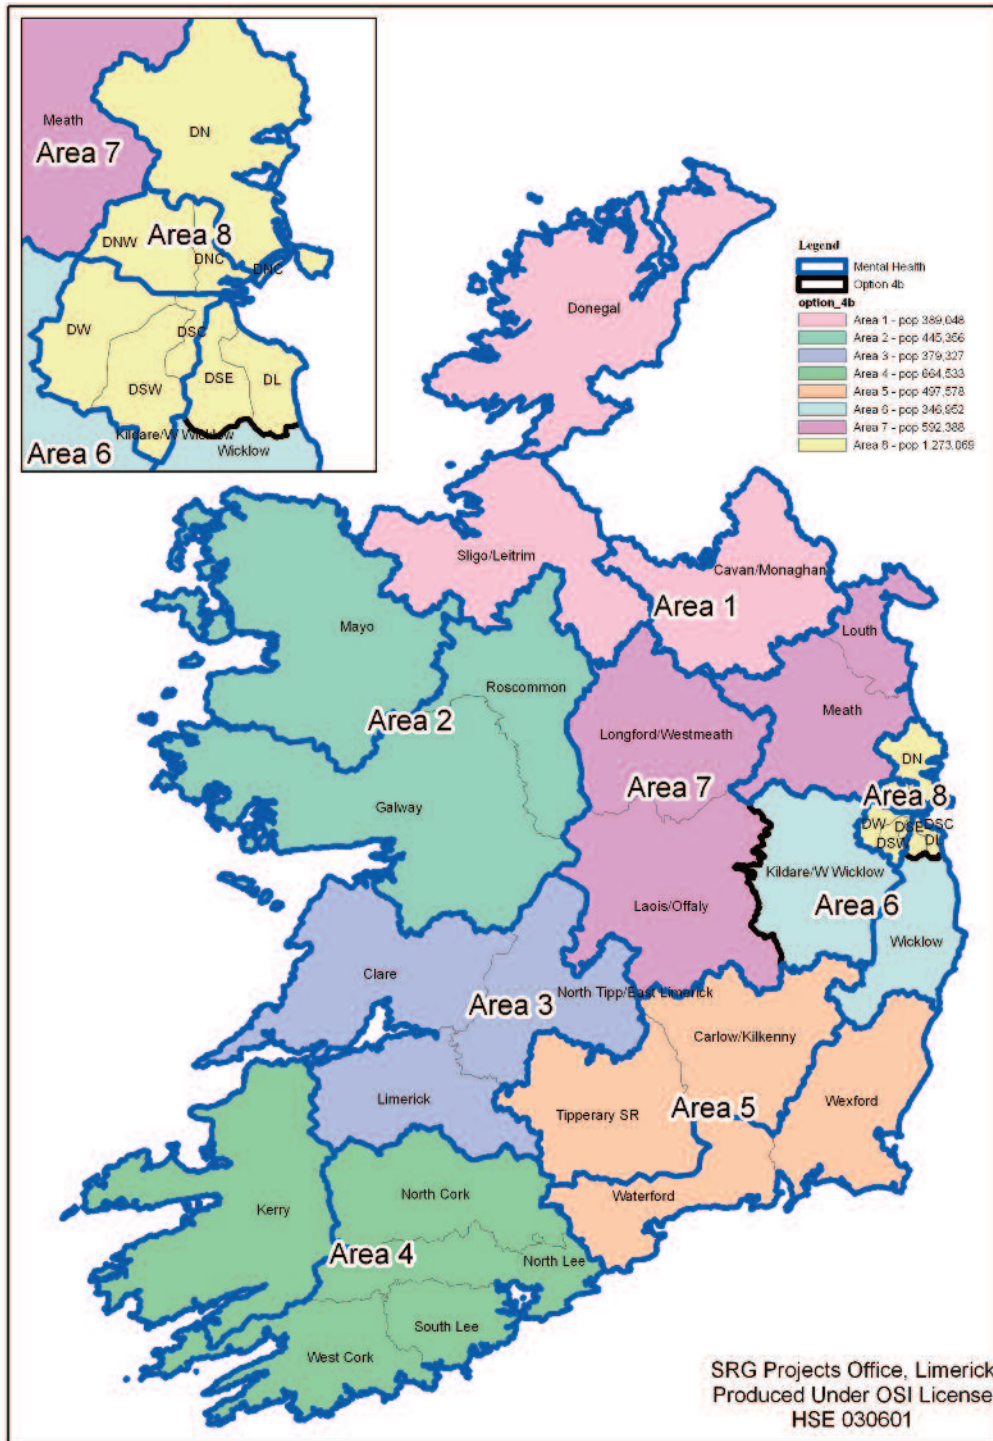 Meath
Area 7
DN
DNW
Area 8
DNC
DNC
DW
DSC
DSW
DSE
DL
Kildare/W Wicklow
Wicklow
Area 6
Legend
Mental Health
Option 4b
option_4b
Area 1 - pop 389,048
Area 2 - pop 445,356
Area 3 - pop 379,327
Area 4 - pop 664,533
Area 5 - pop 497,578
Area 6 - pop 346,952
Area 7 - pop 592,388
Area 8 - pop 1,273,069
Donegal
Sligo/Leitrim
Cavan/Monaghan
Area 1
Louth
Mayo
Roscommon
Meath
Area 2
Longford/Westmeath
DN
Area 7
Area 8
Galway
DW
DSE
DSC
DSW
DL
Kildare/W Wicklow
Laois/Offaly
Area 6
Wicklow
Clare
North Tipp/East Limerick
Area 3
Carlow/Kilkenny
Limerick
Tipperary SR
Area 5
Wexford
North Cork
Waterford
Kerry
Area 4
North Lee
South Lee
West Cork
SRG Projects Office, Limerick
Produced Under OSI License
HSE 030601